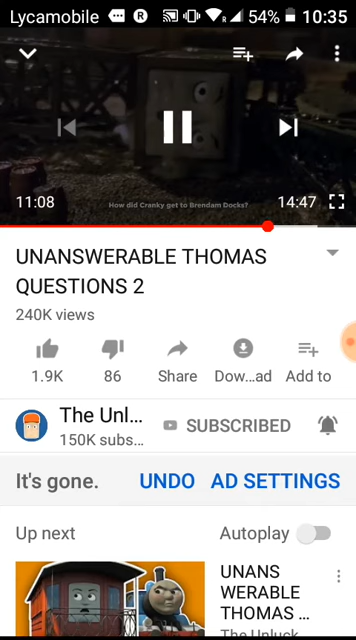 Lycamobile R R 54% 10:35
11:08 How did Cranky get to Brendam Docks? 14:47
UNANSWERABLE THOMAS
QUESTIONS 2
240K views
1.9K 86 Share Dow...ad Add to
The Unl... SUBSCRIBED
150K subs...
It's gone. UNDO AD SETTINGS
Up next Autoplay
UNANS
WERABLE
THOMAS ...
The Unluck